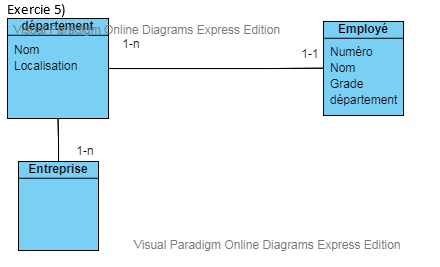 Exercie 5)
département
Visual Paradigm Online Diagrams Express Edition
Nom
Localisation
1-n
1-1
Employé
Numéro
Nom
Grade
département
1-n
Entreprise
Visual Paradigm Online Diagrams Express Edition